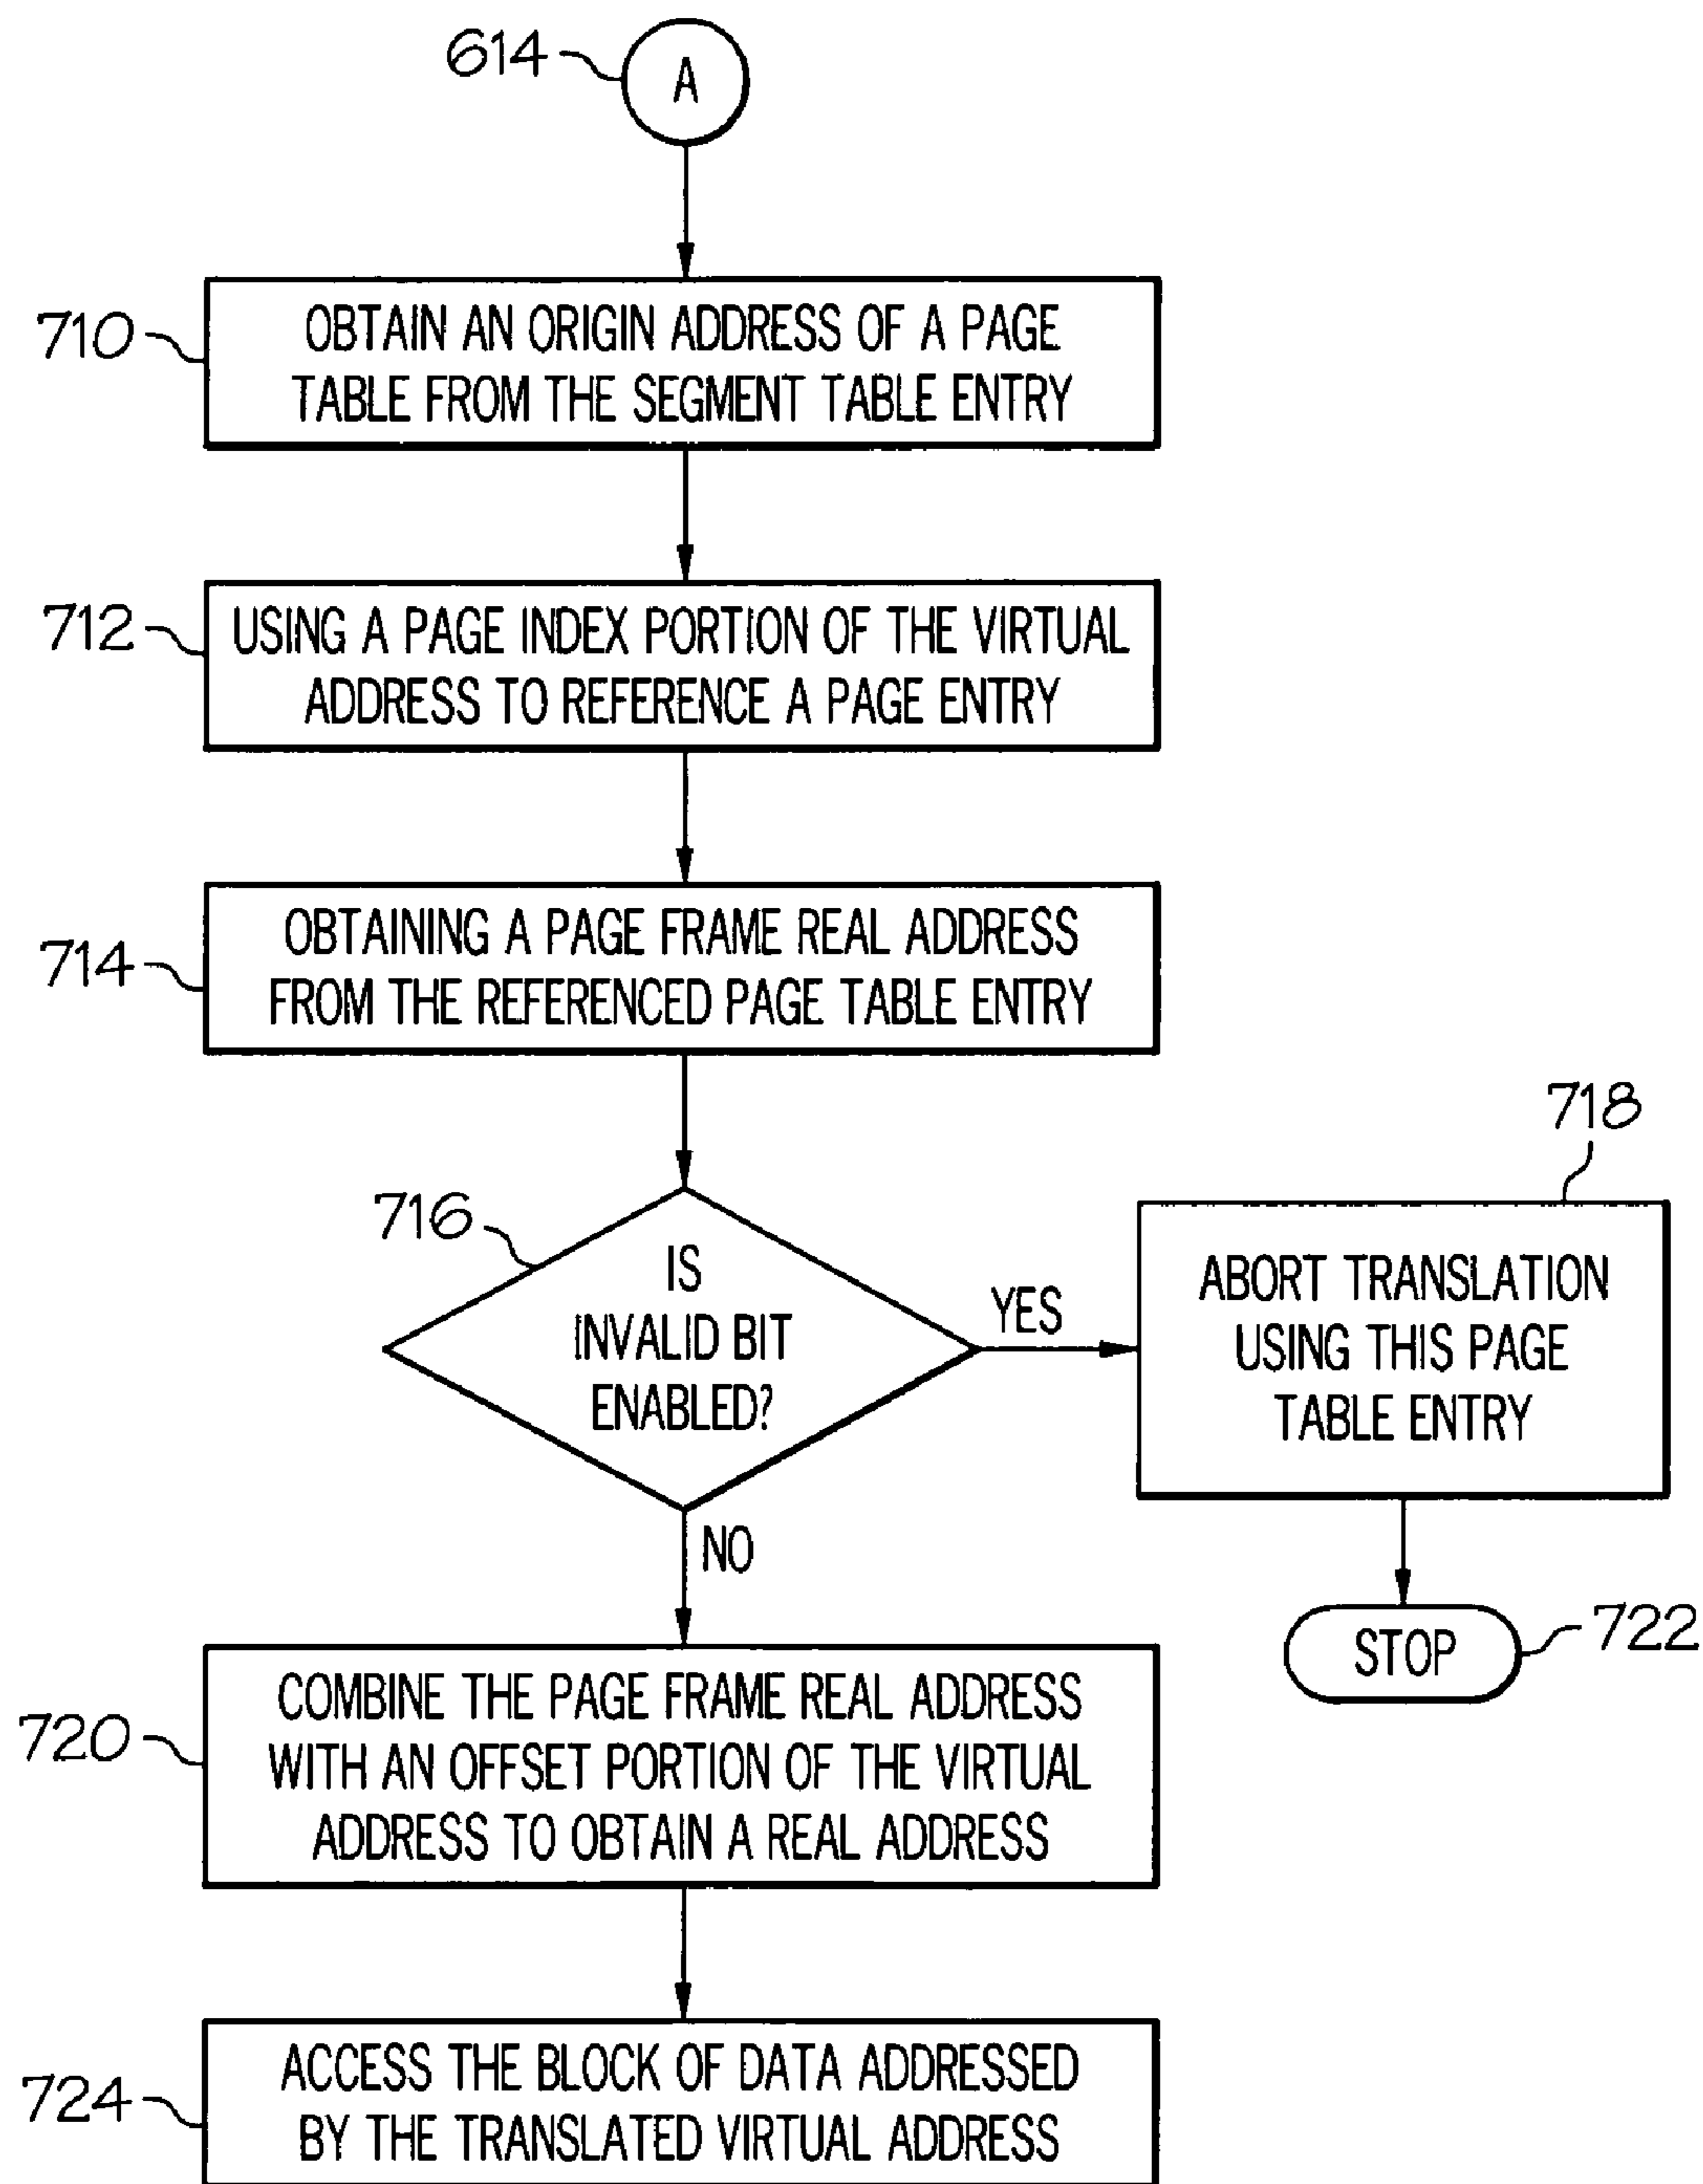 614
A
710
OBTAIN AN ORIGIN ADDRESS OF A PAGE
TABLE FROM THE SEGMENT TABLE ENTRY
712
USING A PAGE INDEX PORTION OF THE VIRTUAL
ADDRESS TO REFERENCE A PAGE ENTRY
714
OBTAINING A PAGE FRAME REAL ADDRESS
FROM THE REFERENCED PAGE TABLE ENTRY
716
IS
INVALID BIT
ENABLED?
YES
718
ABORT TRANSLATION
USING THIS PAGE
TABLE ENTRY
NO
STOP
722
720
COMBINE THE PAGE FRAME REAL ADDRESS
WITH AN OFFSET PORTION OF THE VIRTUAL
ADDRESS TO OBTAIN A REAL ADDRESS
724
ACCESS THE BLOCK OF DATA ADDRESSED
BY THE TRANSLATED VIRTUAL ADDRESS